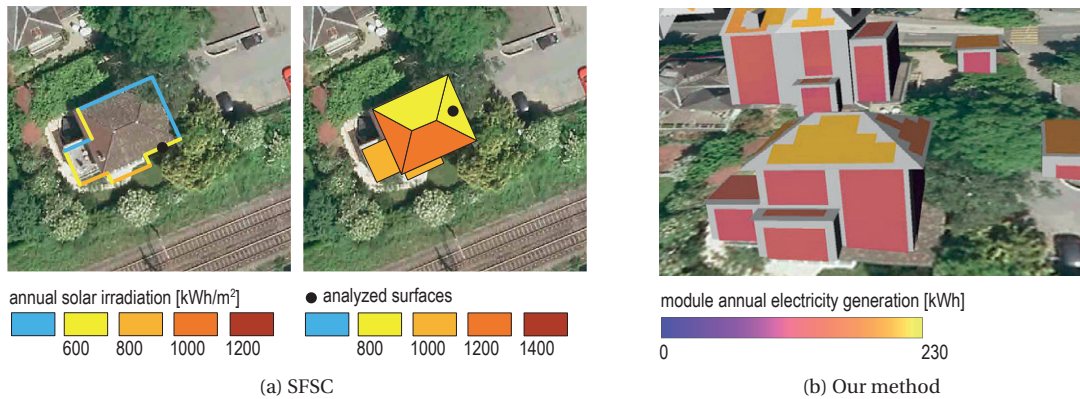 annual solar irradiation [kWh/m²]
600 800 1000 1200
● analyzed surfaces
800 1000 1200 1400
(a) SFSC
module annual electricity generation [kWh]
0 230
(b) Our method